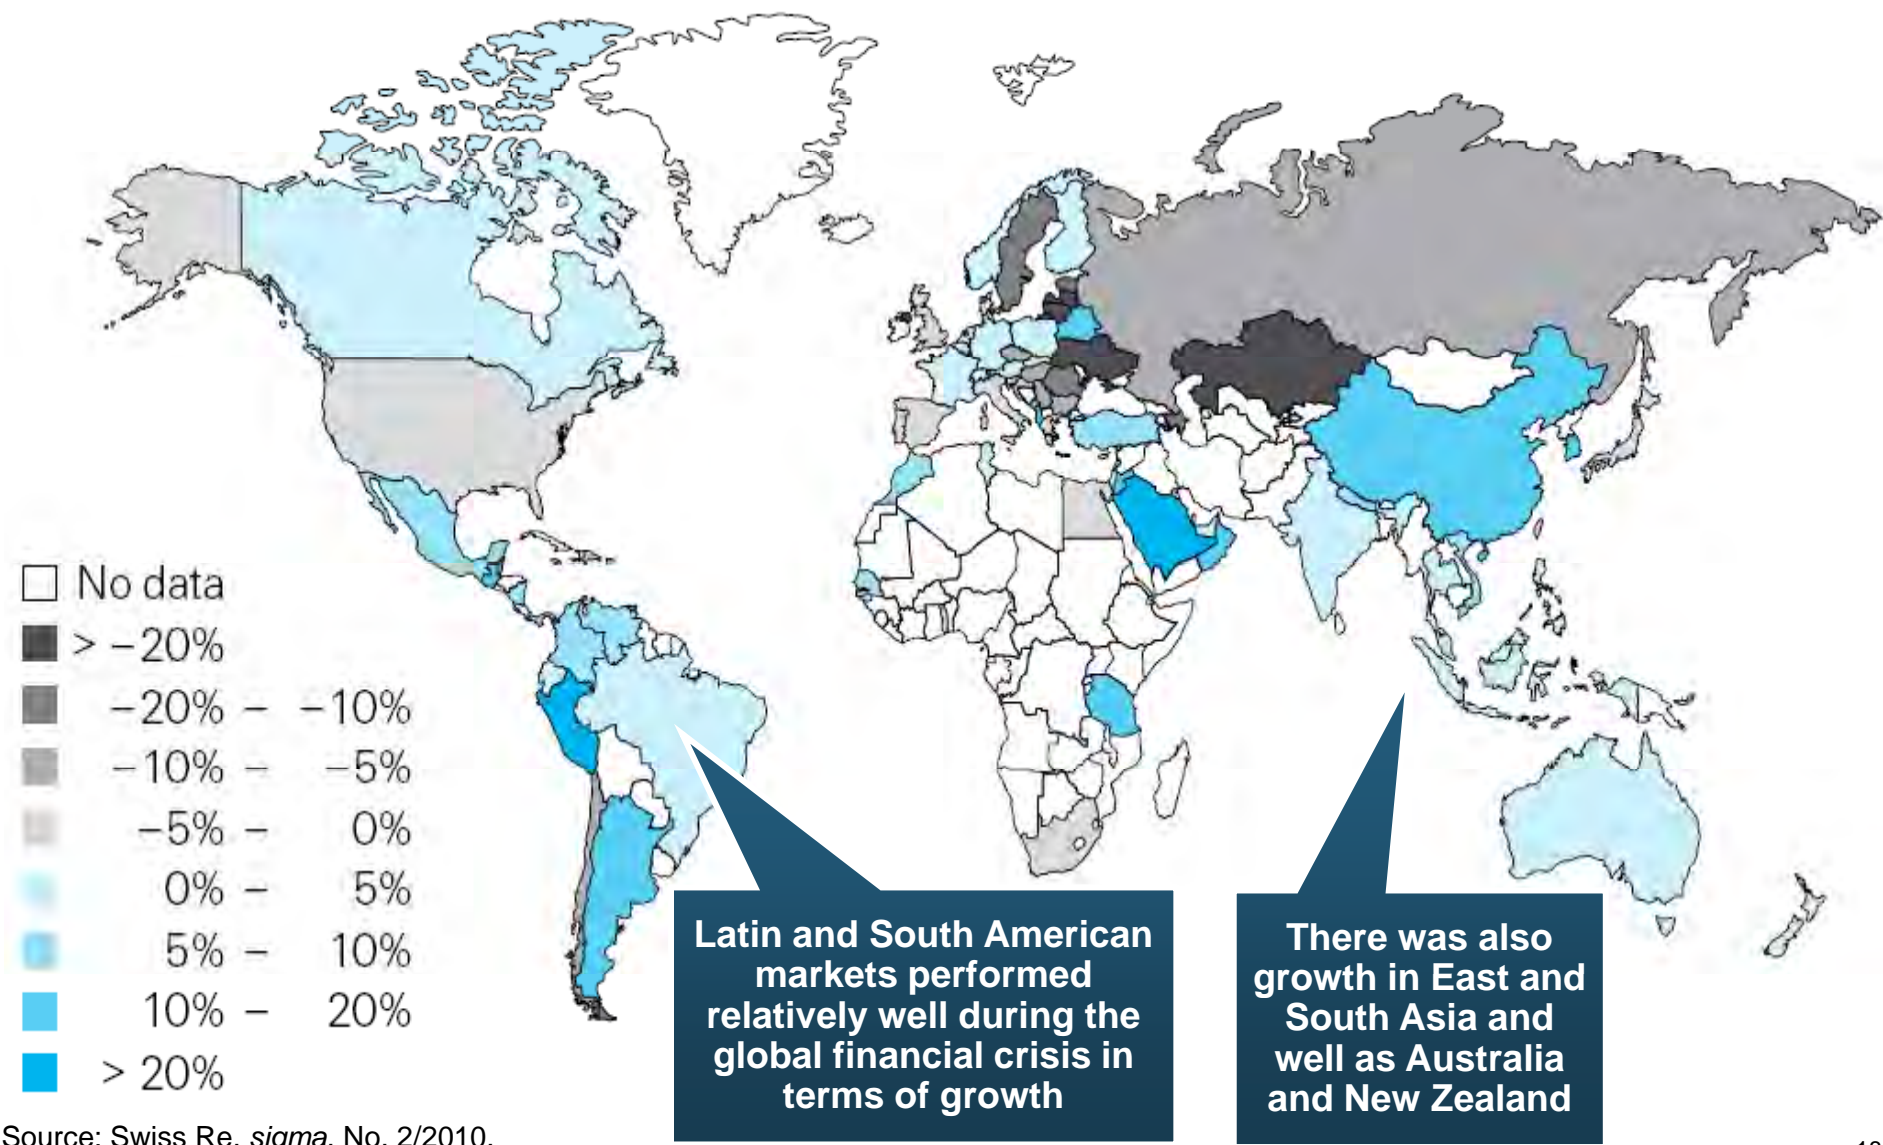 No data
> −20%
−20% – −10%
−10% – −5%
−5% – 0%
0% – 5%
5% – 10%
10% – 20%
> 20%
Latin and South American
markets performed
relatively well during the
global financial crisis in
terms of growth
There was also
growth in East and
South Asia and
well as Australia
and New Zealand
Source: Swiss Re, sigma, No. 2/2010.